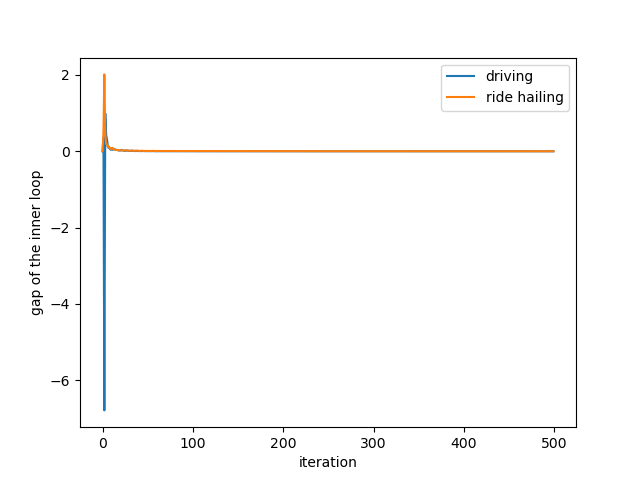 driving
ride hailing
2
0
−2
−4
−6
gap of the inner loop
0 100 200 300 400 500
iteration